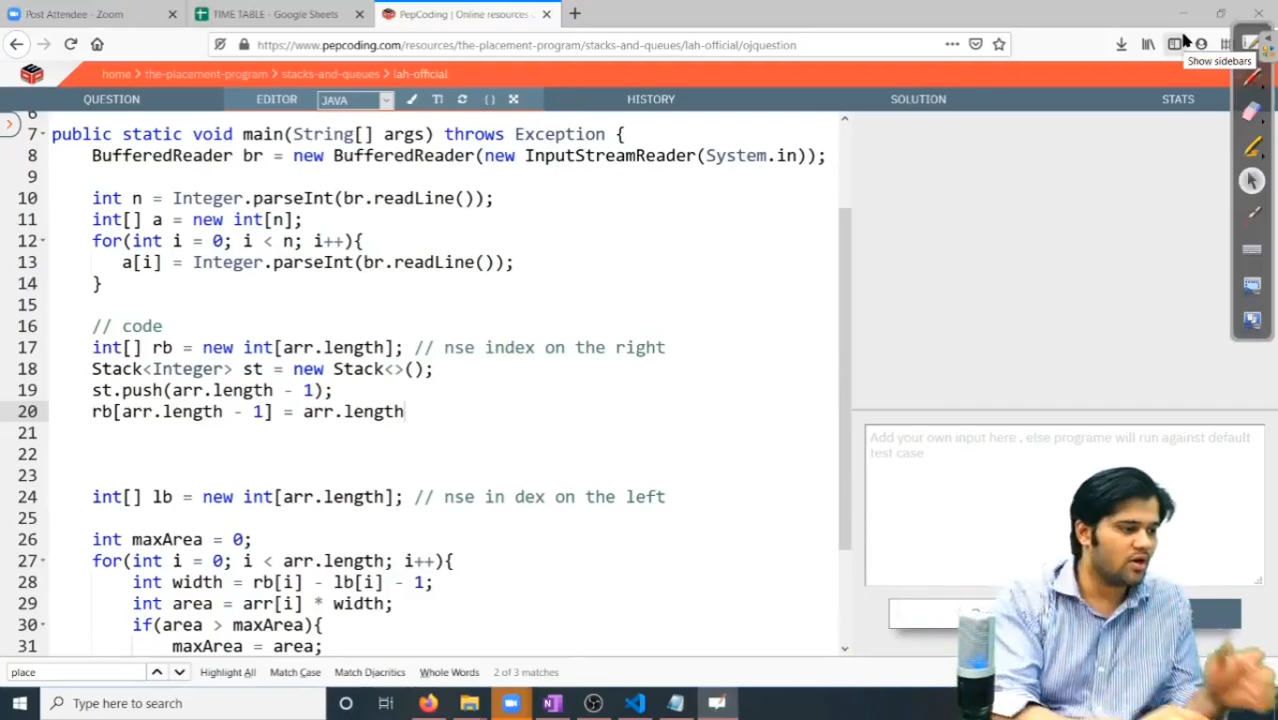 Post Attendee - Zoom
TIME TABLE - Google Sheets
PepCoding | Online resources
https://www.pepcoding.com/resources/the-placement-program/stacks-and-queues/lah-official/ojquestion
Show sidebars
home > the-placement-program > stacks-and-queues > lah-official
QUESTION EDITOR JAVA HISTORY SOLUTION STATS
6
7 public static void main(String[] args) throws Exception {
8 BufferedReader br = new BufferedReader(new InputStreamReader(System.in));
9
10 int n = Integer.parseInt(br.readLine());
11 int[] a = new int[n];
12 for(int i = 0; i < n; i++){
13 a[i] = Integer.parseInt(br.readLine());
14 }
15
16 // code
17 int[] rb = new int[arr.length]; // nse index on the right
18 Stack<Integer> st = new Stack<>();
19 st.push(arr.length - 1);
20 rb[arr.length - 1] = arr.length
21
22
23
24 int[] lb = new int[arr.length]; // nse in dex on the left
25
26 int maxArea = 0;
27 for(int i = 0; i < arr.length; i++){
28 int width = rb[i] - lb[i] - 1;
29 int area = arr[i] * width;
30 if(area > maxArea){
31 maxArea = area;
Add your own input here , else programe will run against default
test case
place Highlight All Match Case Match Diacritics Whole Words 2 of 3 matches
Type here to search